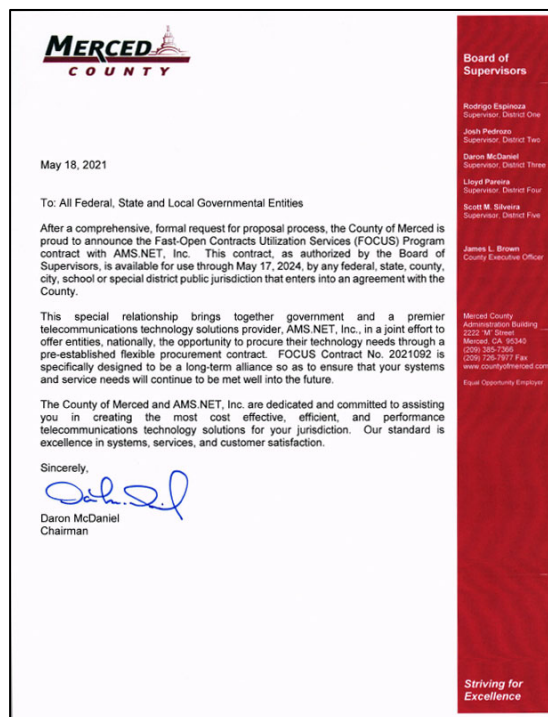 MERCED
COUNTY
May 18, 2021
To: All Federal, State and Local Governmental Entities
After a comprehensive, formal request for proposal process, the County of Merced is
proud to announce the Fast-Open Contracts Utilization Services (FOCUS) Program
contract with AMS.NET, Inc. This contract, as authorized by the Board of
Supervisors, is available for use through May 17, 2024, by any federal, state, county,
city, school or special district public jurisdiction that enters into an agreement with the
County.
This special relationship brings together government and a premier
telecommunications technology solutions provider, AMS.NET, Inc., in a joint effort to
offer entities, nationally, the opportunity to procure their technology needs through a
pre-established flexible procurement contract. FOCUS Contract No. 2021092 is
specifically designed to be a long-term alliance so as to ensure that your systems
and service needs will continue to be met well into the future.
The County of Merced and AMS.NET, Inc. are dedicated and committed to assisting
you in creating the most cost effective, efficient, and performance
telecommunications technology solutions for your jurisdiction. Our standard is
excellence in systems, services, and customer satisfaction.
Sincerely,
Daron McDaniel
Chairman
Board of
Supervisors
Rodrigo Espinoza
Supervisor, District One
Josh Pedrozo
Supervisor, District Two
Daron McDaniel
Supervisor, District Three
Lloyd Pareira
Supervisor, District Four
Scott M. Silveira
Supervisor, District Five
James L. Brown
County Executive Officer
Merced County
Administration Building
2222 "M" Street
Merced, CA 95340
(209) 385-7366
(209) 726-7977 Fax
www.countyofmerced.com
Equal Opportunity Employer
Striving for
Excellence